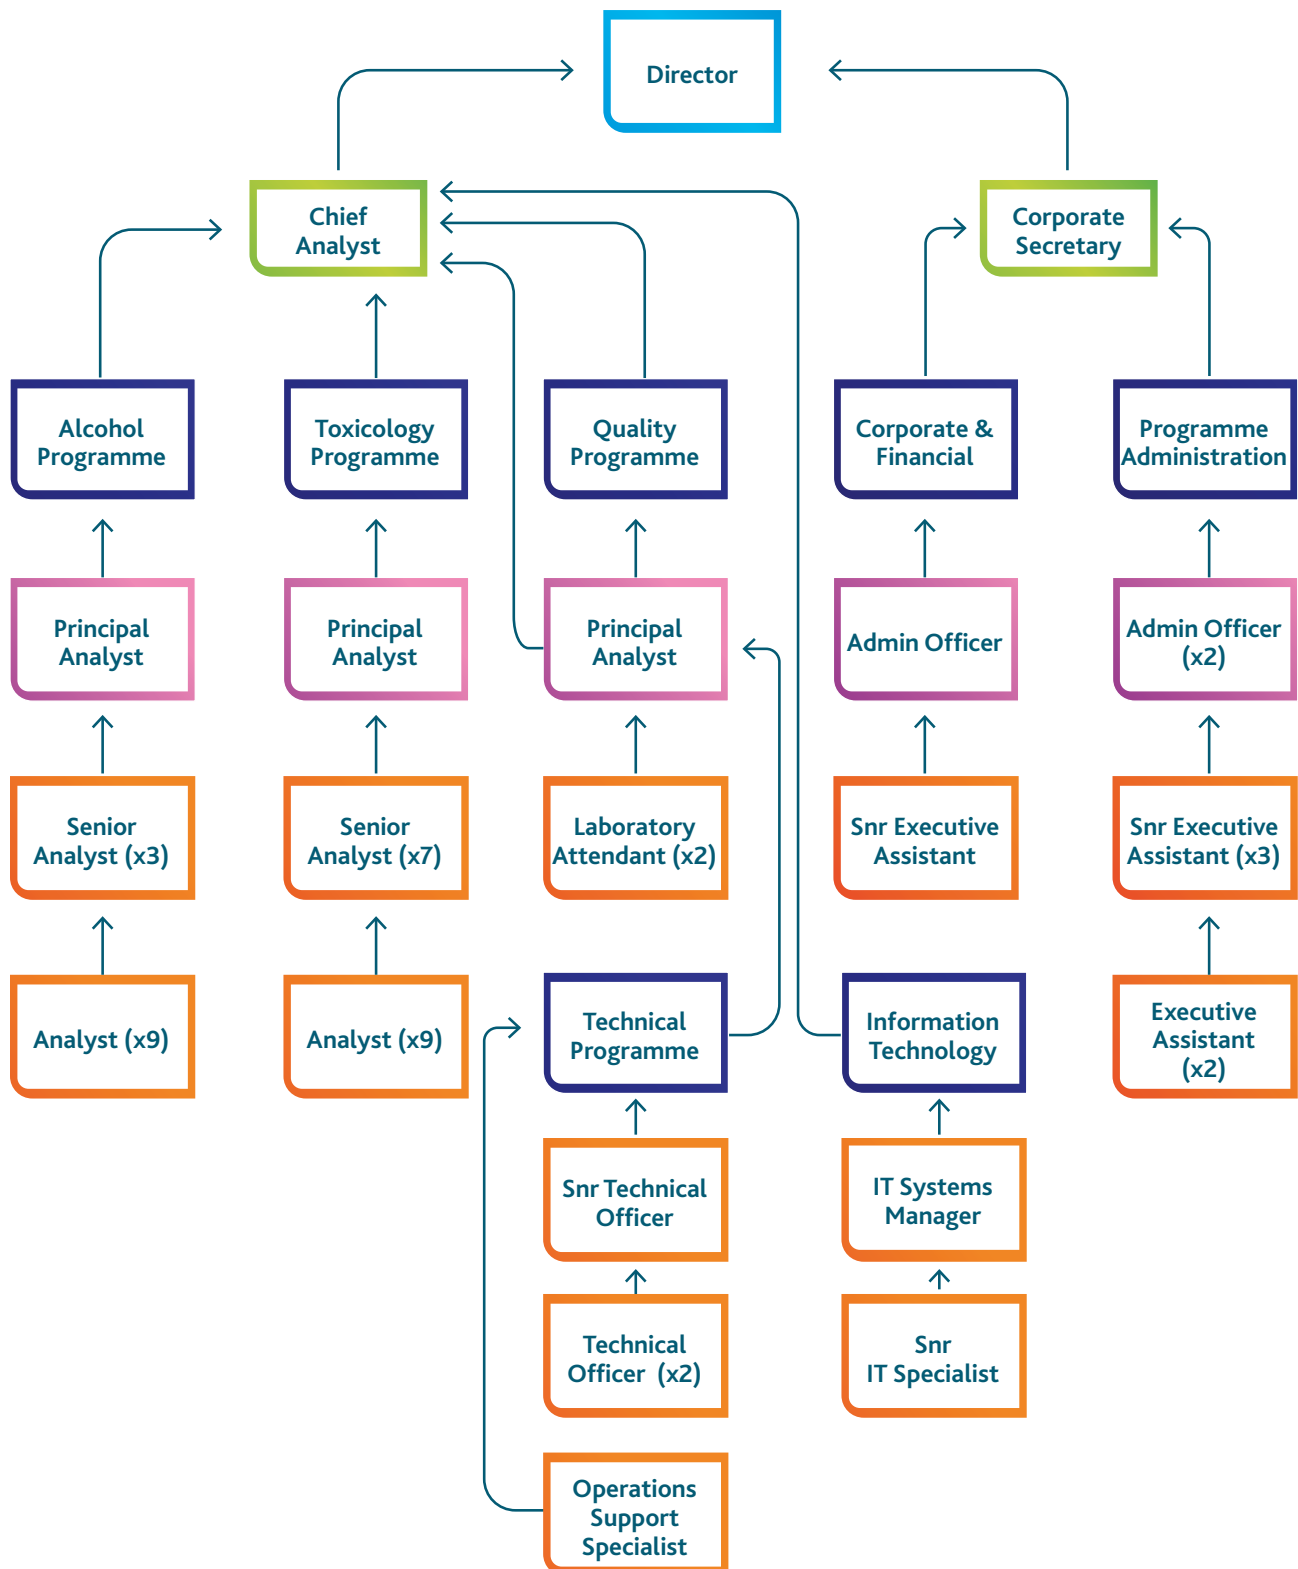 Director
Chief
Analyst
Corporate
Secretary
Alcohol
Programme
Toxicology
Programme
Quality
Programme
Corporate &
Financial
Programme
Administration
Principal
Analyst
Principal
Analyst
Principal
Analyst
Admin Officer
Admin Officer
(x2)
Senior
Analyst (x3)
Senior
Analyst (x7)
Laboratory
Attendant (x2)
Snr Executive
Assistant
Snr Executive
Assistant (x3)
Analyst (x9)
Analyst (x9)
Technical
Programme
Information
Technology
Executive
Assistant
(x2)
Snr Technical
Officer
IT Systems
Manager
Technical
Officer (x2)
Snr
IT Specialist
Operations
Support
Specialist